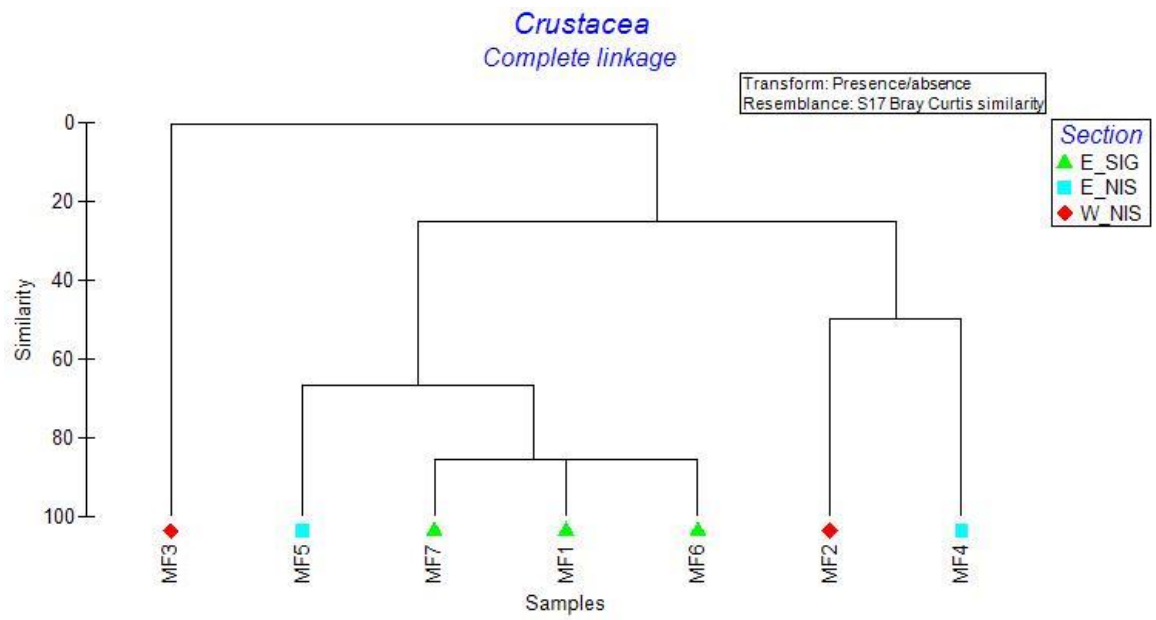 Crustacea
Complete linkage
Transform: Presence/absence
Resemblance: S17 Bray Curtis similarity
Section
E_SIG
E_NIS
W_NIS
0
20
40
60
80
100
Similarity
MF3
MF5
MF7
MF1
MF6
MF2
MF4
Samples